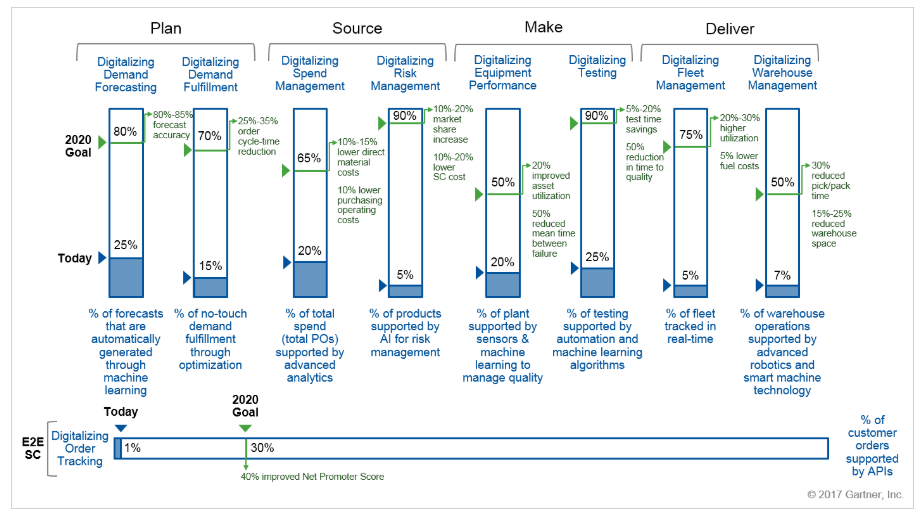 Plan
Source
Make
Deliver
Digitalizing
Demand
Forecasting
Digitalizing
Demand
Fulfillment
Digitalizing
Spend
Management
Digitalizing
Risk
Management
Digitalizing
Equipment
Performance
Digitalizing
Testing
Digitalizing
Fleet
Management
Digitalizing
Warehouse
Management
2020
Goal
Today
80%
80%-85%
forecast
accuracy
25%
70%
25%-35%
order
cycle-time
reduction
15%
65%
10%-15%
lower direct
material
costs
10% lower
purchasing
operating
costs
20%
90%
10%-20%
market
share
increase
10%-20%
lower
SC cost
5%
50%
20%
improved
asset
utilization
50%
reduced
mean time
between
failure
20%
90%
5%-20%
test time
savings
50%
reduction
in time to
quality
25%
75%
20%-30%
higher
utilization
5% lower
fuel costs
5%
50%
30%
reduced
pick/pack
time
15%-25%
reduced
warehouse
space
7%
% of forecasts
that are
automatically
generated
through
machine
learning
% of no-touch
demand
fulfillment
through
optimization
% of total
spend
(total POs)
supported by
advanced
analytics
% of products
supported by
AI for risk
management
% of plant
supported by
sensors &
machine
learning to
manage quality
% of testing
supported by
automation and
machine learning
algorithms
% of fleet
tracked in
real-time
% of warehouse
operations
supported by
advanced
robotics and
smart machine
technology
E2E
SC
Digitalizing
Order
Tracking
Today
1%
2020
Goal
30%
40% improved Net Promoter Score
% of
customer
orders
supported
by APIs
© 2017 Gartner, Inc.